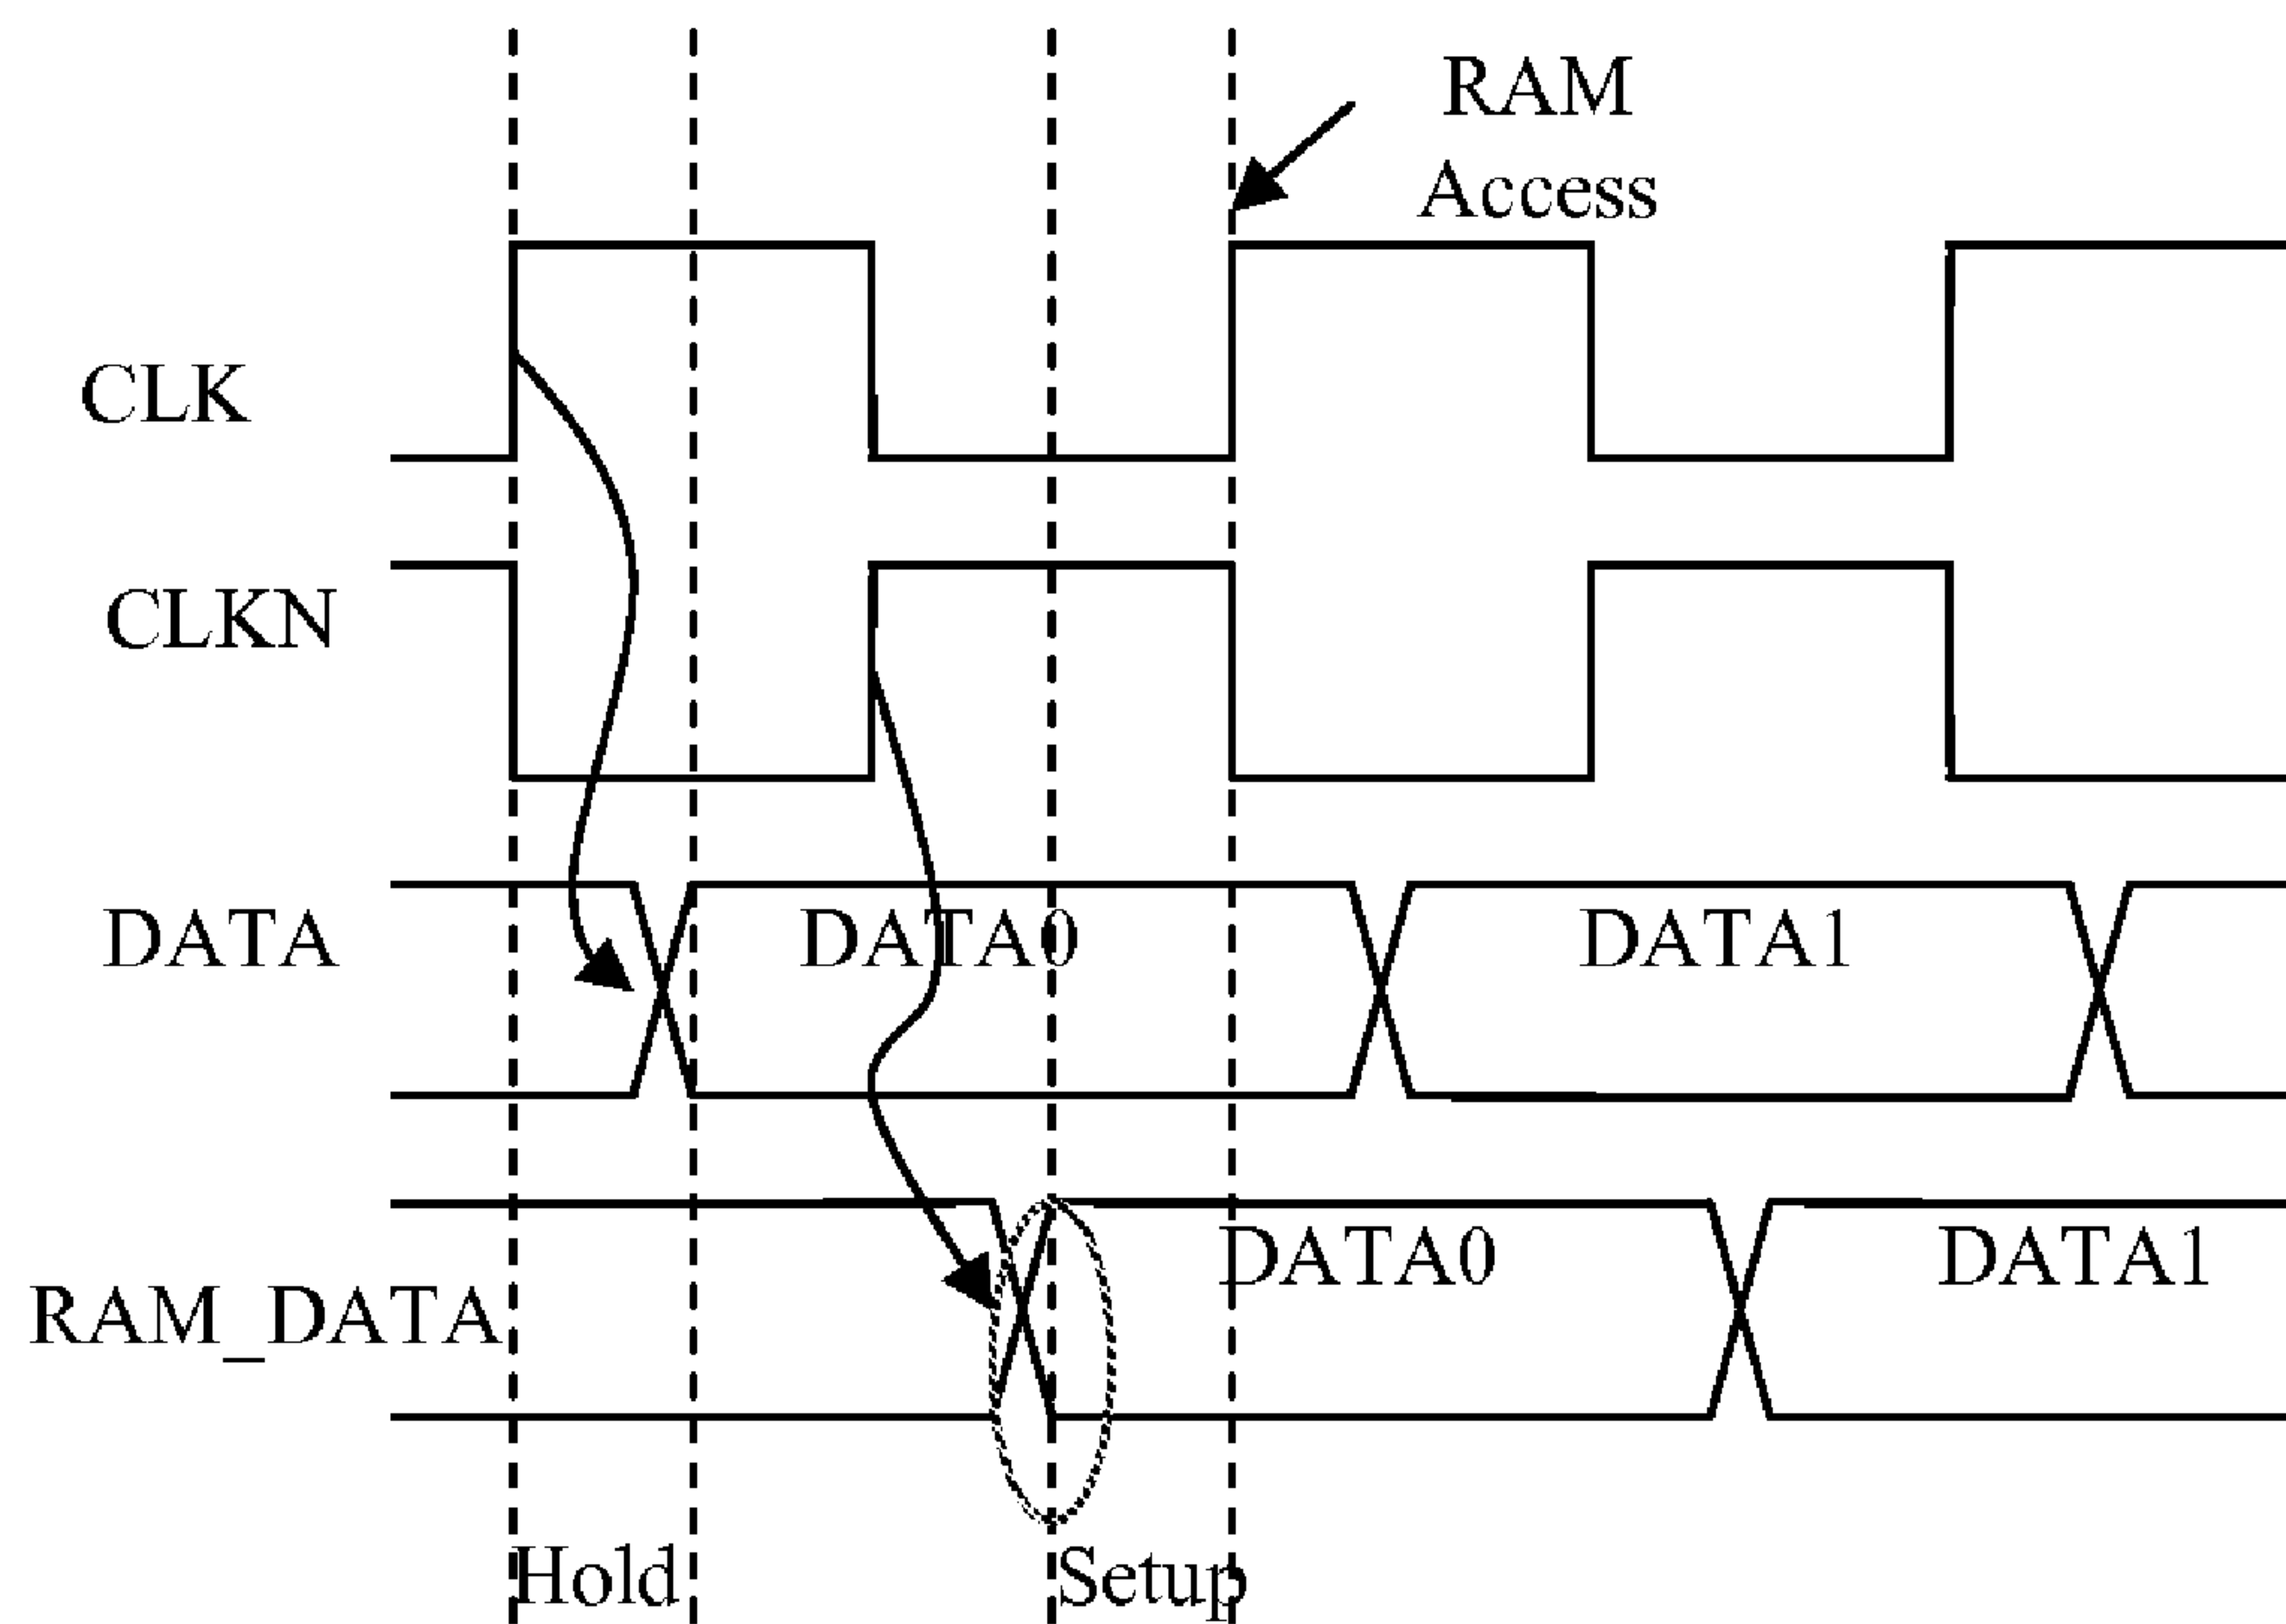 RAM
Access
CLK
CLKN
DATA
DATA0
DATA1
RAM_DATA
DATA0
DATA1
Hold
Setup